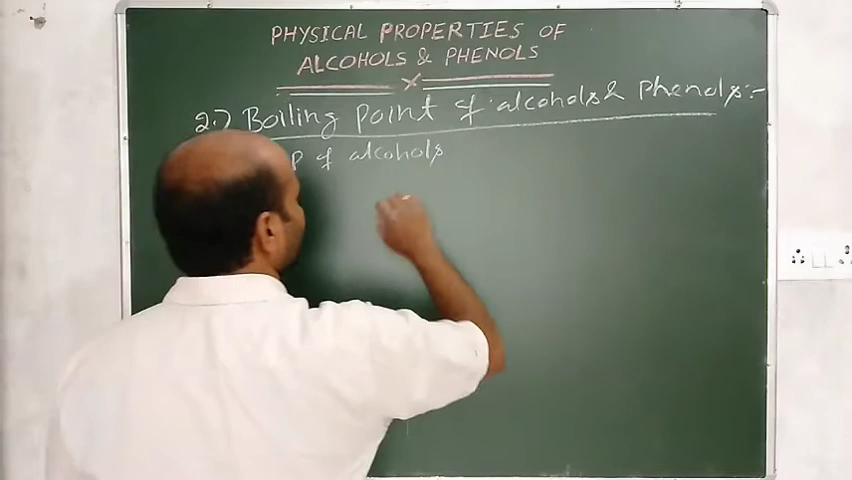 PHYSICAL PROPERTIES OF
ALCOHOLS & PHENOLS
2.) Boiling point of alcohols & phenols:-
p of alcohols